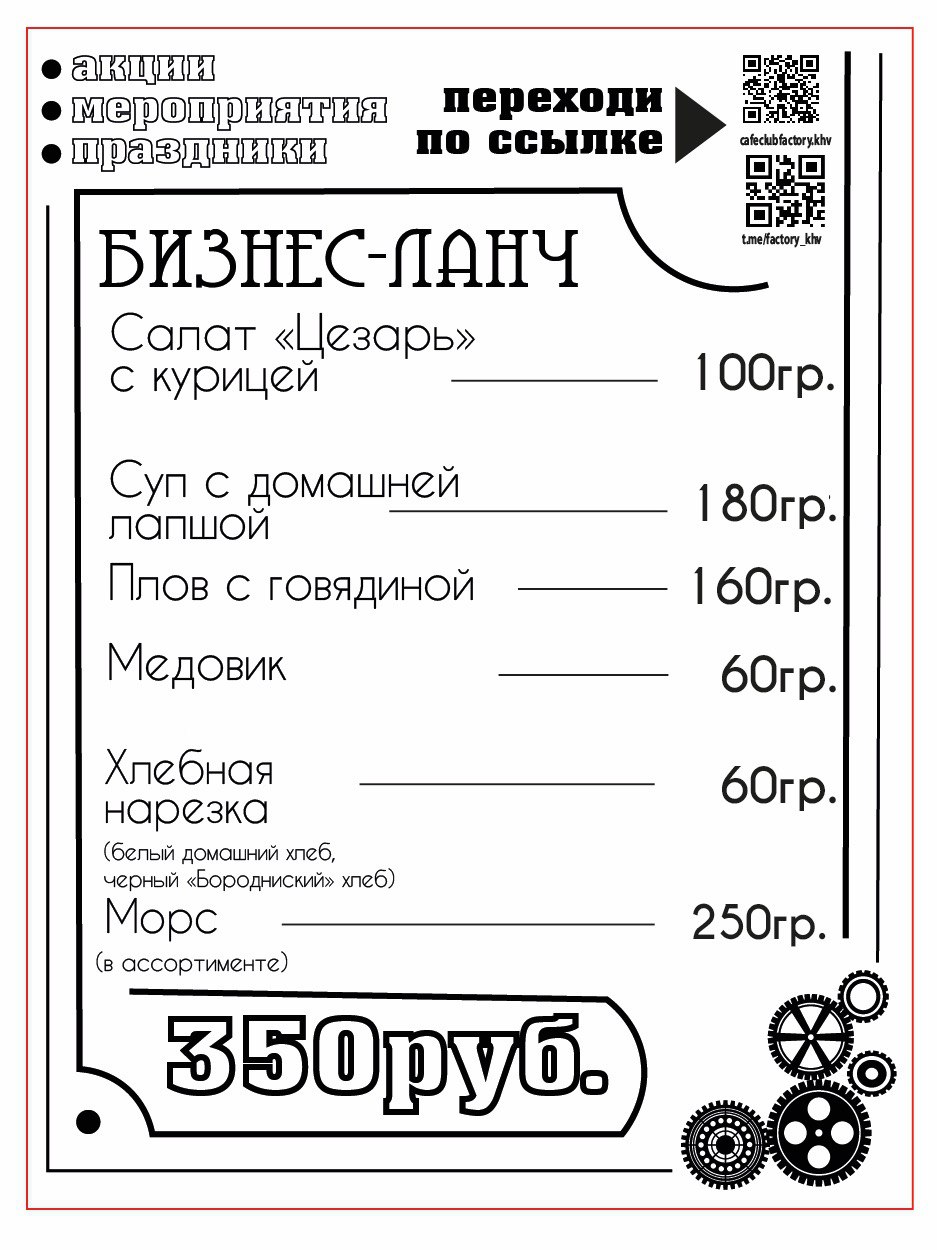 акции
мероприятия
праздники
переходи
по ссылке
cafeclubfactory.khv
t.me/factory_khv
БИЗНЕС-ЛАНЧ
Салат «Цезарь»
с курицей 100гр.
Суп с домашней
лапшой 180гр.
Плов с говядиной 160гр.
Медовик 60гр.
Хлебная
нарезка 60гр.
(белый домашний хлеб,
черный «Бородниский» хлеб)
Морс 250гр.
(в ассортименте)
350руб.